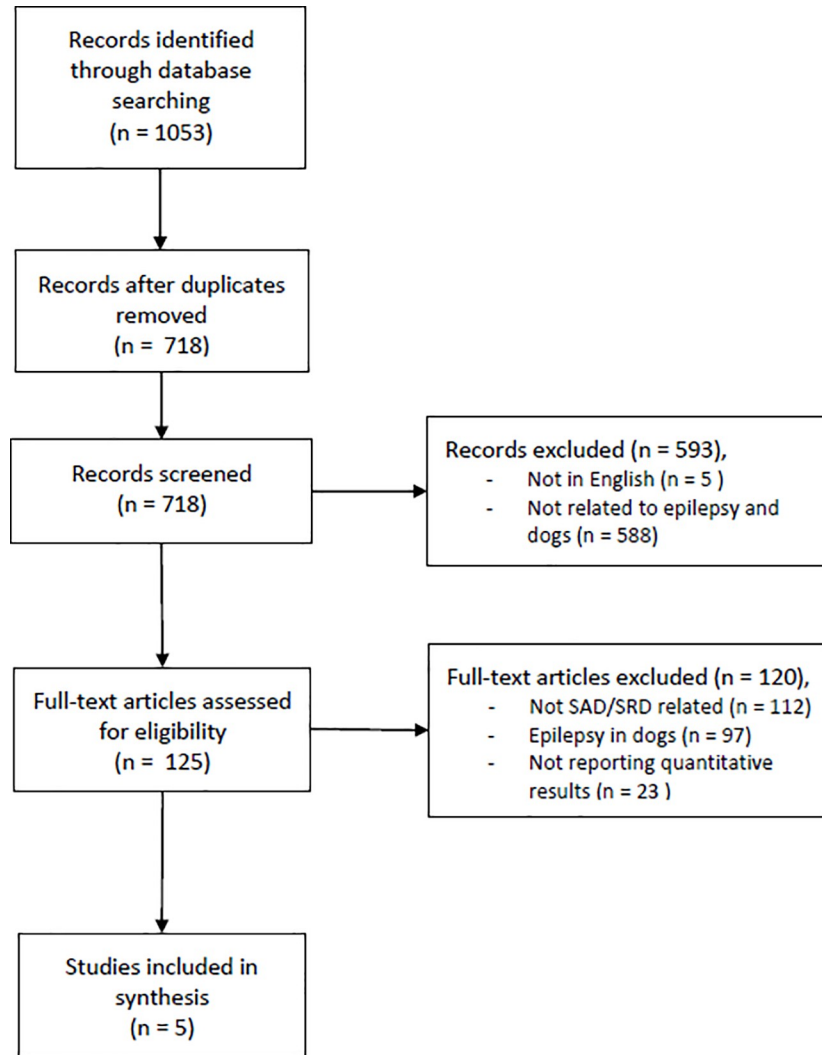 Records identified
through database
searching
(n = 1053)
Records after duplicates
removed
(n = 718)
Records screened
(n = 718)
Records excluded (n = 593),
- Not in English (n = 5 )
- Not related to epilepsy and
dogs (n = 588)
Full-text articles assessed
for eligibility
(n = 125)
Full-text articles excluded (n = 120),
- Not SAD/SRD related (n = 112)
- Epilepsy in dogs (n = 97)
- Not reporting quantitative
results (n = 23 )
Studies included in
synthesis
(n = 5)